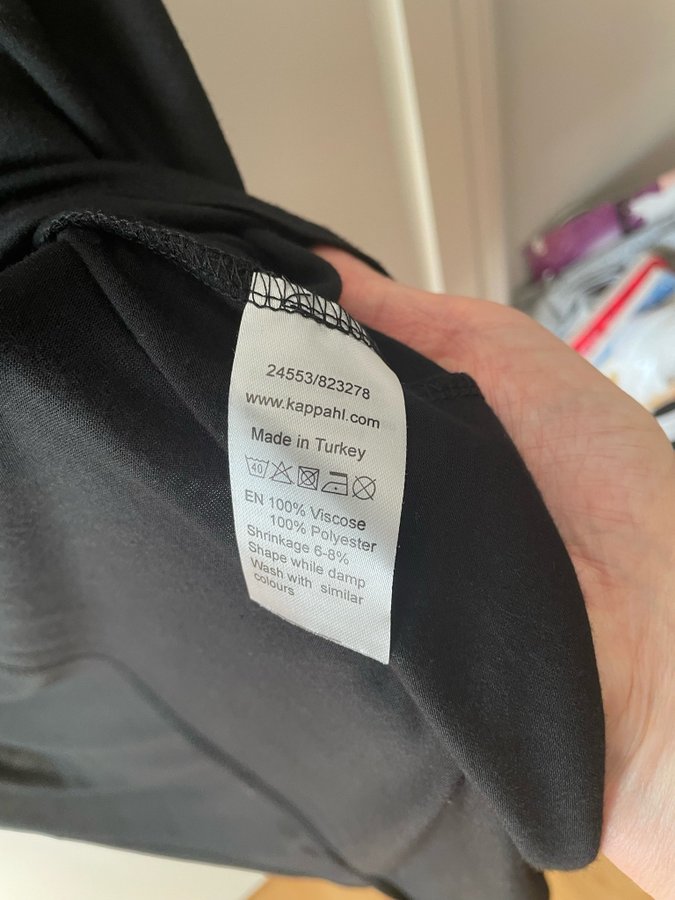 24553/823278
www.kappahl.com
Made in Turkey
40
EN 100% Viscose
100% Polyester
Shrinkage 6-8%
Shape while damp
Wash with similar
colours